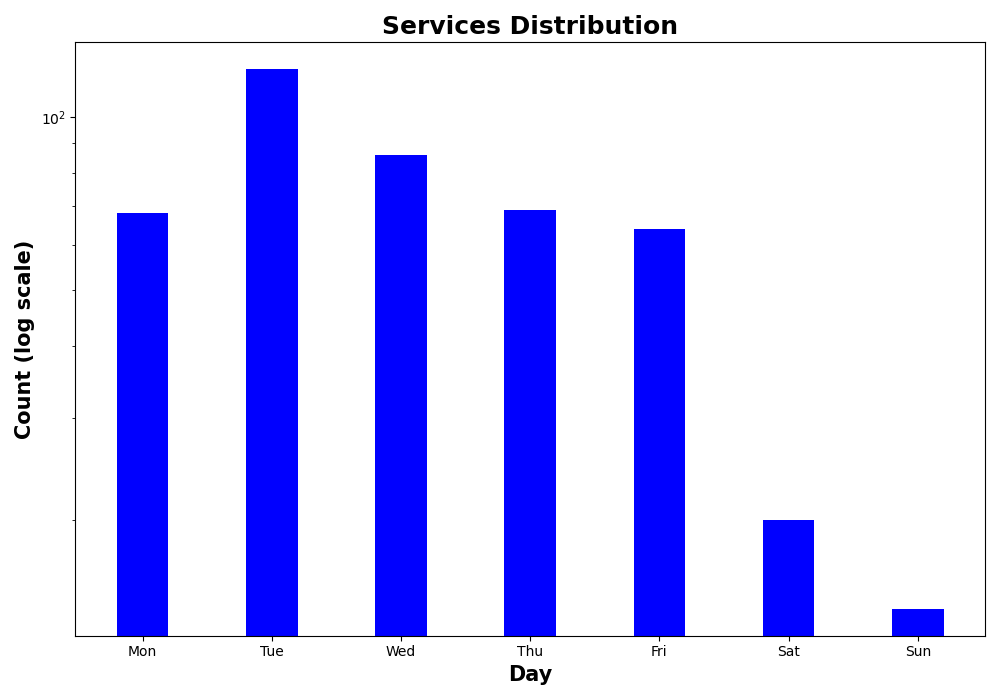 Services Distribution
10²
Count (log scale)
Mon Tue Wed Thu Fri Sat Sun
Day